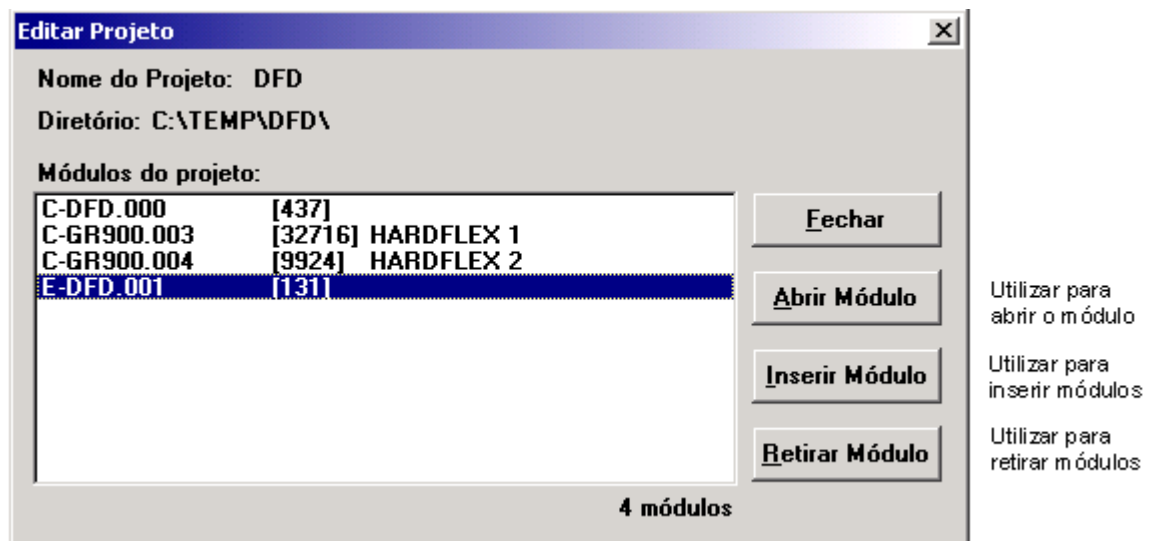 Editar Projeto
Nome do Projeto: DFD
Diretório: C:\TEMP\DFD\
Módulos do projeto:
C-DFD.000 [437]
C-GR900.003 [32716] HARDFLEX 1
C-GR900.004 [9924] HARDFLEX 2
E-DFD.001 [131]
4 módulos
Fechar
Abrir Módulo
Inserir Módulo
Retirar Módulo
Utilizar para
abrir o módulo
Utilizar para
inserir módulos
Utilizar para
retirar módulos